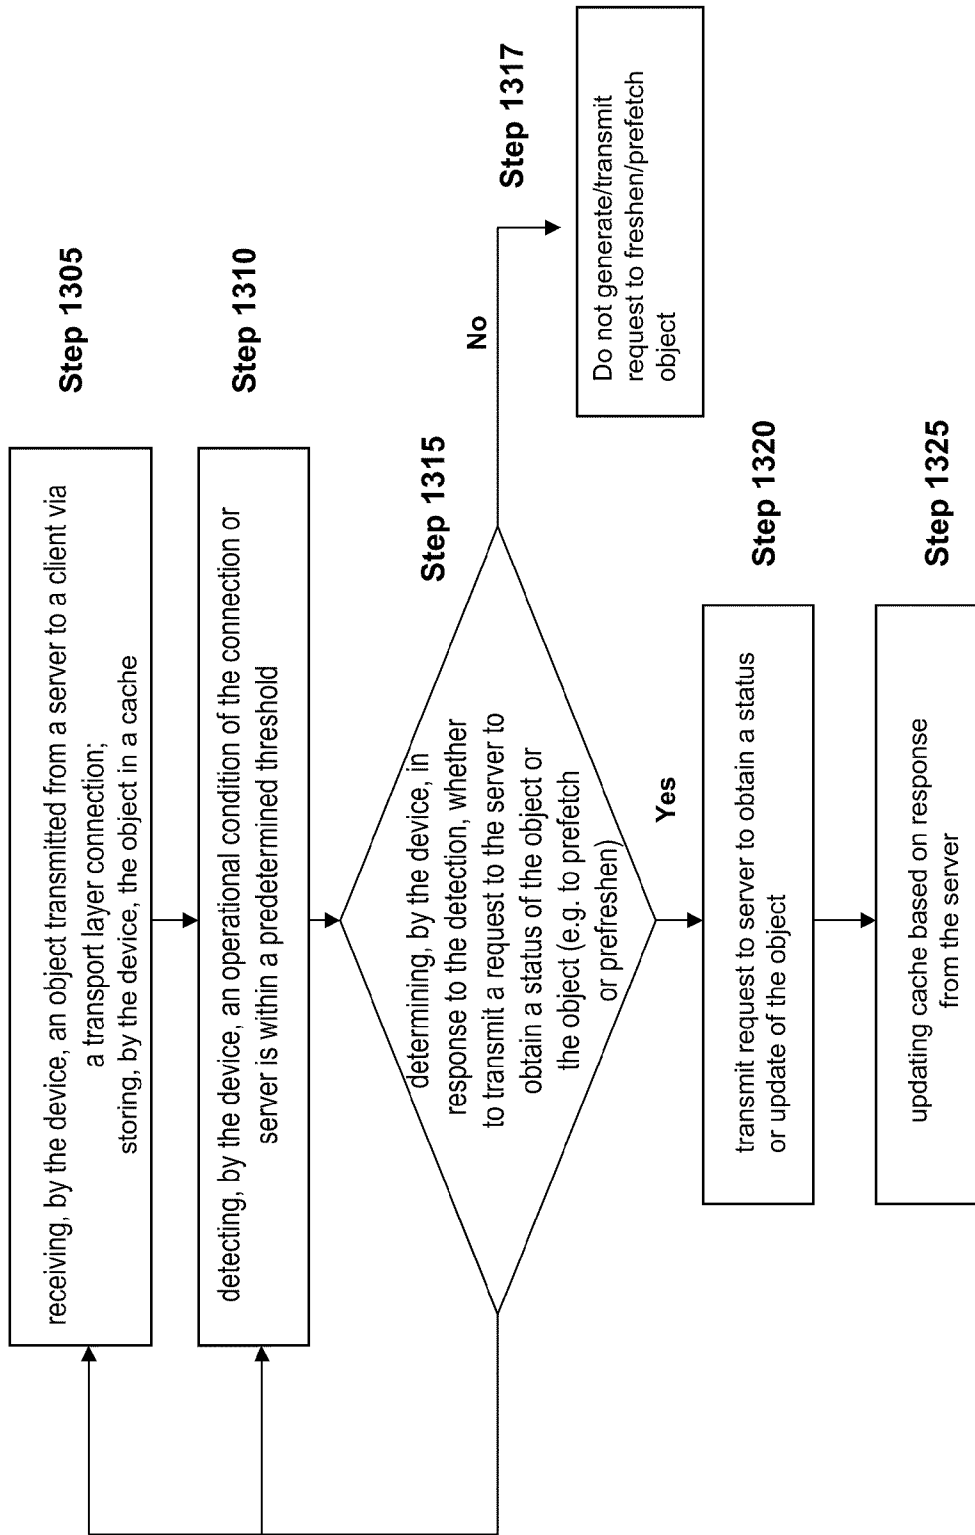 Step 1305
receiving, by the device, an object transmitted from a server to a client via
a transport layer connection;
storing, by the device, the object in a cache
Step 1310
detecting, by the device, an operational condition of the connection or
server is within a predetermined threshold
Step 1315
determining, by the device, in
response to the detection, whether
to transmit a request to the server to
obtain a status of the object or
the object (e.g. to prefetch
or prefreshen)
No
Step 1317
Do not generate/transmit
request to freshen/prefetch
object
Yes
Step 1320
transmit request to server to obtain a status
or update of the object
Step 1325
updating cache based on response
from the server